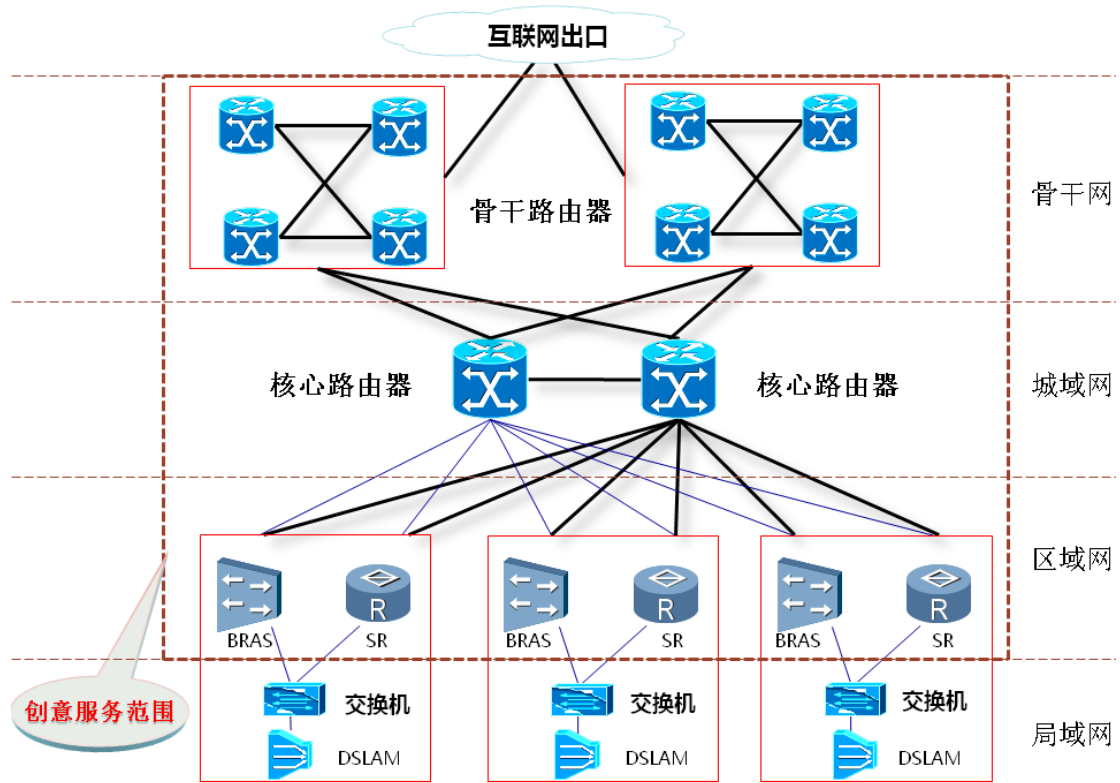 互联网出口
骨干路由器
骨干网
核心路由器
核心路由器
城域网
R
R
R
区域网
BRAS
SR
BRAS
SR
BRAS
SR
创意服务范围
交换机
交换机
交换机
局域网
DSLAM
DSLAM
DSLAM